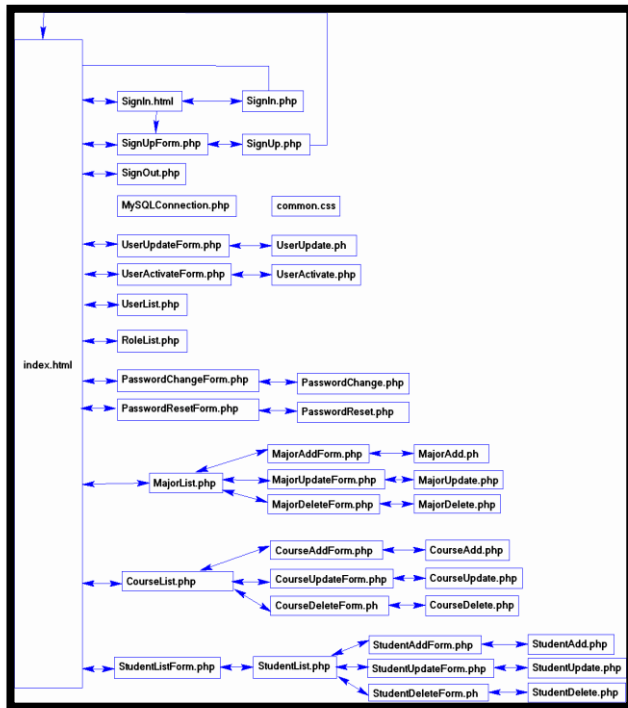 SignIn.html SignIn.php
SignUpForm.php SignUp.php
SignOut.php
MySQLConnection.php common.css
UserUpdateForm.php UserUpdate.ph
UserActivateForm.php UserActivate.php
UserList.php
RoleList.php
index.html
PasswordChangeForm.php PasswordChange.php
PasswordResetForm.php PasswordReset.php
MajorAddForm.php MajorAdd.ph
MajorList.php MajorUpdateForm.php MajorUpdate.php
MajorDeleteForm.php MajorDelete.php
CourseAddForm.php CourseAdd.php
CourseList.php CourseUpdateForm.php CourseUpdate.php
CourseDeleteForm.ph CourseDelete.php
StudentAddForm.php StudentAdd.php
StudentListForm.php StudentList.php StudentUpdateForm.php StudentUpdate.php
StudentDeleteForm.ph StudentDelete.php